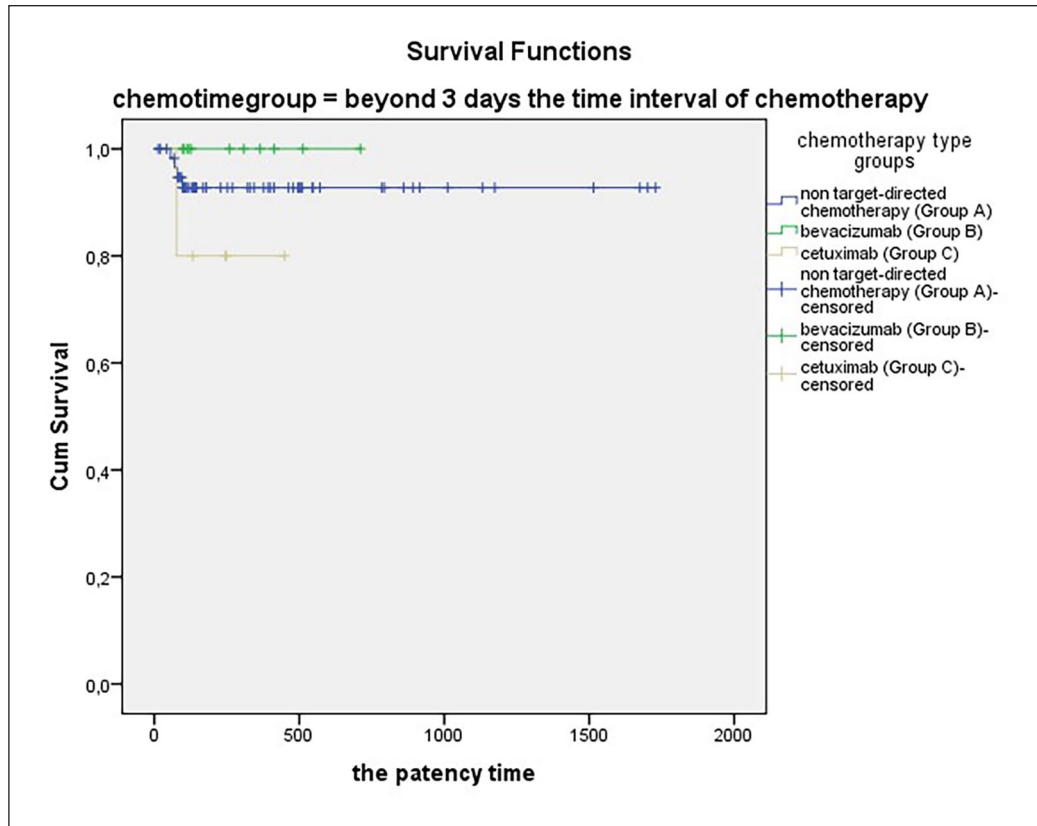 Survival Functions
chemotimegroup = beyond 3 days the time interval of chemotherapy
chemotherapy type
groups
non target-directed
chemotherapy (Group A)
bevacizumab (Group B)
cetuximab (Group C)
non target-directed
chemotherapy (Group A)-
censored
bevacizumab (Group B)-
censored
cetuximab (Group C)-
censored
Cum Survival
1,0
0,8
0,6
0,4
0,2
0,0
0 500 1000 1500 2000
the patency time